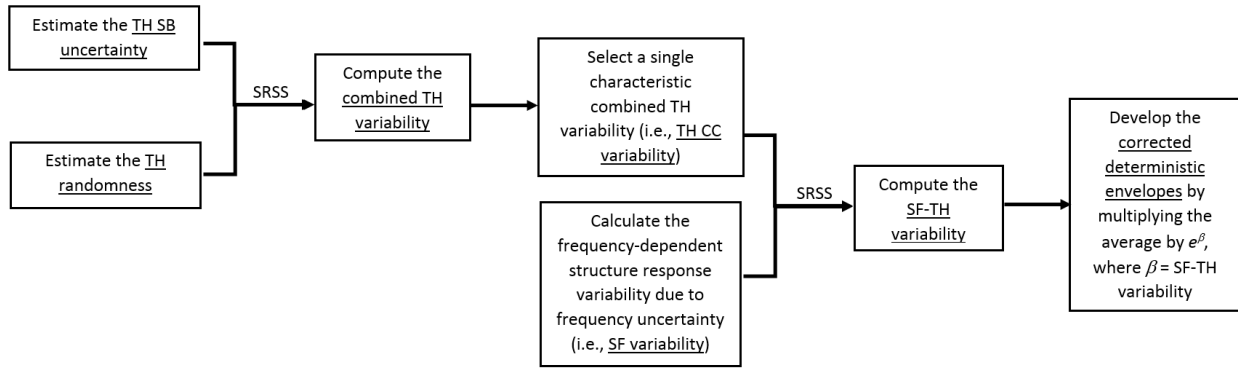 Estimate the TH SB
uncertainty
Estimate the TH
randomness
SRSS
Compute the
combined TH
variability
Select a single
characteristic
combined TH
variability (i.e., TH CC
variability)
Calculate the
frequency-dependent
structure response
variability due to
frequency uncertainty
(i.e., SF variability)
SRSS
Compute the
SF-TH
variability
Develop the
corrected
deterministic
envelopes by
multiplying the
average by e^β,
where β = SF-TH
variability